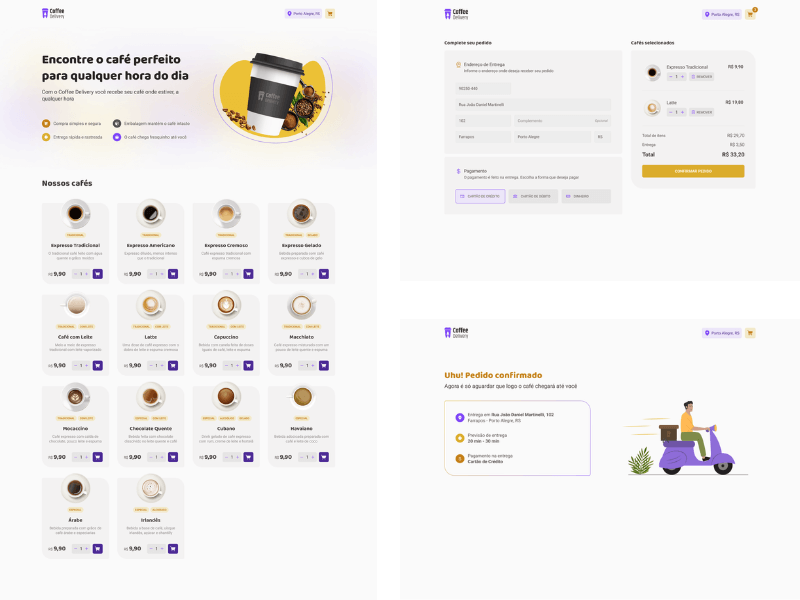 Coffee
Delivery
Porto Alegre, RS
Encontre o café perfeito
para qualquer hora do dia
Com o Coffee Delivery você recebe seu café onde estiver, a
qualquer hora
Compra simples e segura
Embalagem mantém o café intacto
Entrega rápida e rastreada
O café chega fresquinho até você
Coffee
Nossos cafés
TRADICIONAL
Expresso Tradicional
O tradicional café feito com água
quente e grãos moídos
R$ 9,90
1
TRADICIONAL
Expresso Americano
Expresso diluído, menos intenso
que o tradicional
R$ 9,90
1
TRADICIONAL
Expresso Cremoso
Café expresso tradicional com
espuma cremosa
R$ 9,90
1
TRADICIONAL GELADO
Expresso Gelado
Bebida preparada com café
expresso e cubos de gelo
R$ 9,90
1
TRADICIONAL COM LEITE
Café com Leite
Meio a meio de expresso
tradicional com leite vaporizado
R$ 9,90
1
TRADICIONAL COM LEITE
Latte
Uma dose de café expresso com o
dobro de leite e espuma cremosa
R$ 9,90
1
TRADICIONAL COM LEITE
Capuccino
Bebida com canela feita de doses
iguais de café, leite e espuma
R$ 9,90
1
TRADICIONAL COM LEITE
Macchiato
Café expresso misturado com um
pouco de leite quente e espuma
R$ 9,90
1
TRADICIONAL COM LEITE
Mocaccino
Café expresso com calda de
chocolate, pouco leite e espuma
R$ 9,90
1
ESPECIAL COM LEITE
Chocolate Quente
Bebida feita com chocolate
dissolvido no leite quente e café
R$ 9,90
1
ESPECIAL ALCOÓLICO GELADO
Cubano
Drink gelado de café expresso
com rum, creme de leite e hortelã
R$ 9,90
1
ESPECIAL
Havaiano
Bebida adocicada preparada com
café e leite de coco
R$ 9,90
1
ESPECIAL
Árabe
Bebida preparada com grãos de
café árabe e especiarias
R$ 9,90
1
ESPECIAL ALCOÓLICO
Irlandês
Bebida a base de café, uísque
irlandês, açúcar e chantilly
R$ 9,90
1
Coffee
Delivery
Porto Alegre, RS
Complete seu pedido
Endereço de Entrega
Informe o endereço onde deseja receber seu pedido
Rua João Daniel Martinelli
102
Complemento
Opcional
Farrapos
Porto Alegre
RS
Pagamento
O pagamento é feito na entrega. Escolha a forma que deseja pagar
CARTÃO DE CRÉDITO
CARTÃO DE DÉBITO
DINHEIRO
Cafés selecionados
Expresso Tradicional
R$ 9,90
1
REMOVER
Latte
R$ 19,80
REMOVER
Total de itens
R$ 29,70
Entrega
R$ 3,50
Total
R$ 33,20
CONFIRMAR PEDIDO
Coffee
Delivery
Porto Alegre, RS
Uhu! Pedido confirmado
Agora é só aguardar que logo o café chegará até você
Entrega em Rua João Daniel Martinelli, 102
Farrapos - Porto Alegre, RS
Previsão de entrega
20 min - 30 min
Pagamento na entrega
Cartão de Crédito